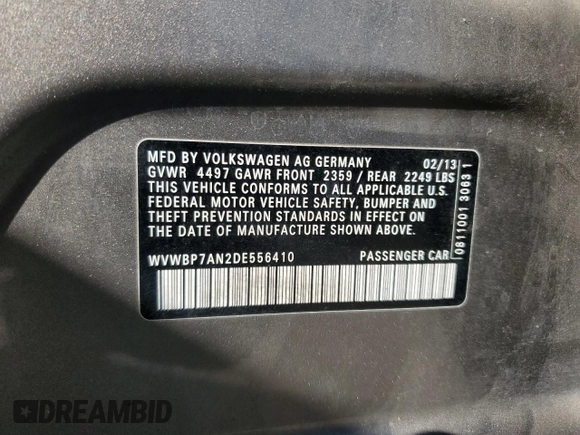 MFD BY VOLKSWAGEN AG GERMANY 02/13
GVWR 4497 GAWR FRONT 2359 / REAR 2249 LBS
THIS VEHICLE CONFORMS TO ALL APPLICABLE U.S.
FEDERAL MOTOR VEHICLE SAFETY, BUMPER AND
THEFT PREVENTION STANDARDS IN EFFECT ON
THE DATE OF MANUFACTURE SHOWN ABOVE.
WVWBP7AN2DE556410 PASSENGER CAR
0811001 30631
DREAMBID